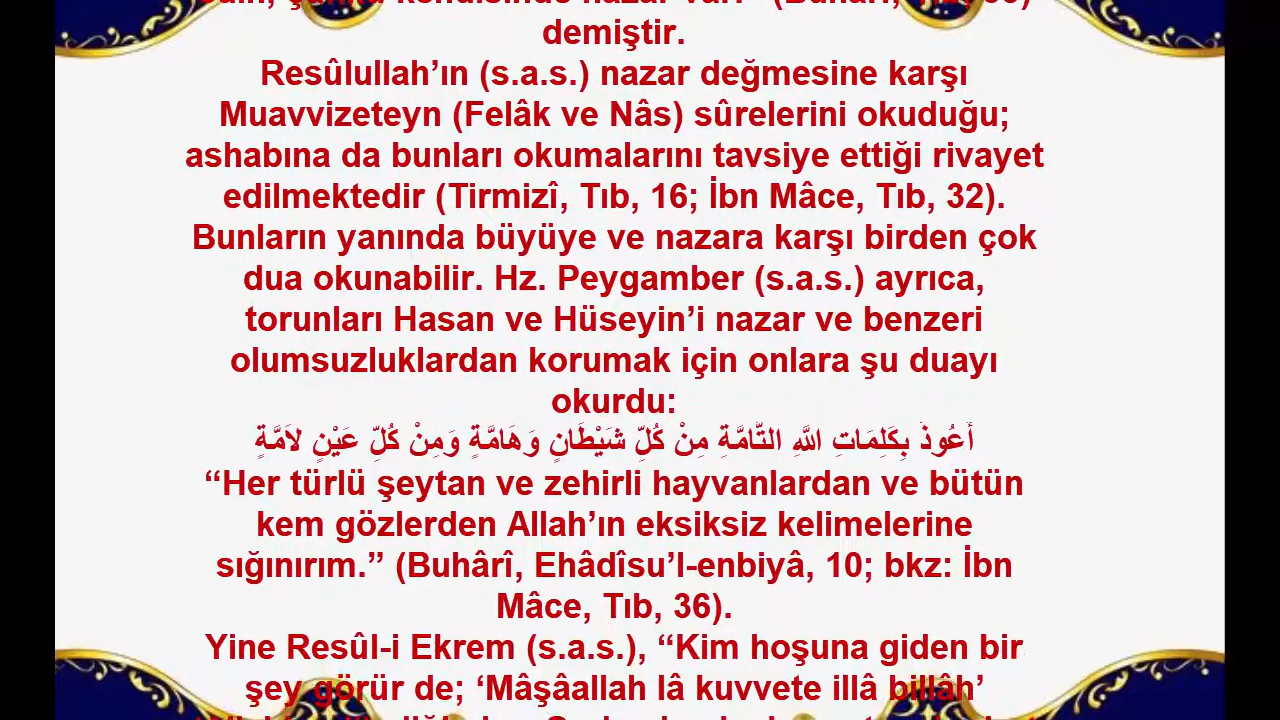 demiştir.
Resûlullah’ın (s.a.s.) nazar değmesine karşı
Muavvizeteyn (Felâk ve Nâs) sûrelerini okuduğu;
ashabına da bunları okumalarını tavsiye ettiği rivayet
edilmektedir (Tirmizî, Tıb, 16; İbn Mâce, Tıb, 32).
Bunların yanında büyüye ve nazara karşı birden çok
dua okunabilir. Hz. Peygamber (s.a.s.) ayrıca,
torunları Hasan ve Hüseyin’i nazar ve benzeri
olumsuzluklardan korumak için onlara şu duayı
okurdu:
أَعُوذُ بِكَلِمَاتِ اللَّهِ التَّامَّةِ مِنْ كُلِّ شَيْطَانٍ وَهَامَّةٍ وَمِنْ كُلِّ عَيْنٍ لاَمَّةٍ
“Her türlü şeytan ve zehirli hayvanlardan ve bütün
kem gözlerden Allah’ın eksiksiz kelimelerine
sığınırım.” (Buhârî, Ehâdîsu’l-enbiyâ, 10; bkz: İbn
Mâce, Tıb, 36).
Yine Resûl-i Ekrem (s.a.s.), “Kim hoşuna giden bir
şey görür de; ‘Mâşâallah lâ kuvvete illâ billâh’